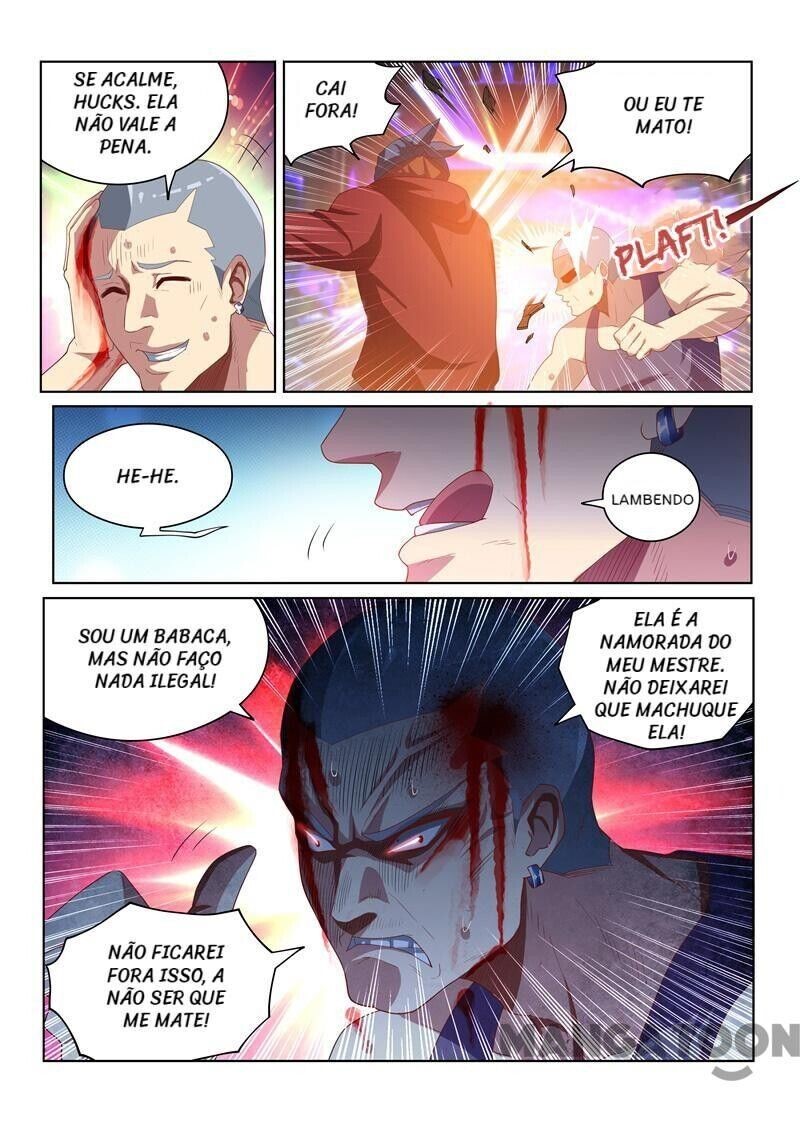 SE ACALME,
HUCKS. ELA
NÃO VALE A
PENA.
CAI
FORA!
OU EU TE
MATO!
PLAFT!
HE-HE.
LAMBENDO
SOU UM BABACA,
MAS NÃO FAÇO
NADA ILEGAL!
ELA É A
NAMORADA DO
MEU MESTRE.
NÃO DEIXAREI
QUE MACHUQUE
ELA!
NÃO FICAREI
FORA ISSO, A
NÃO SER QUE
ME MATE!
MANGATOON